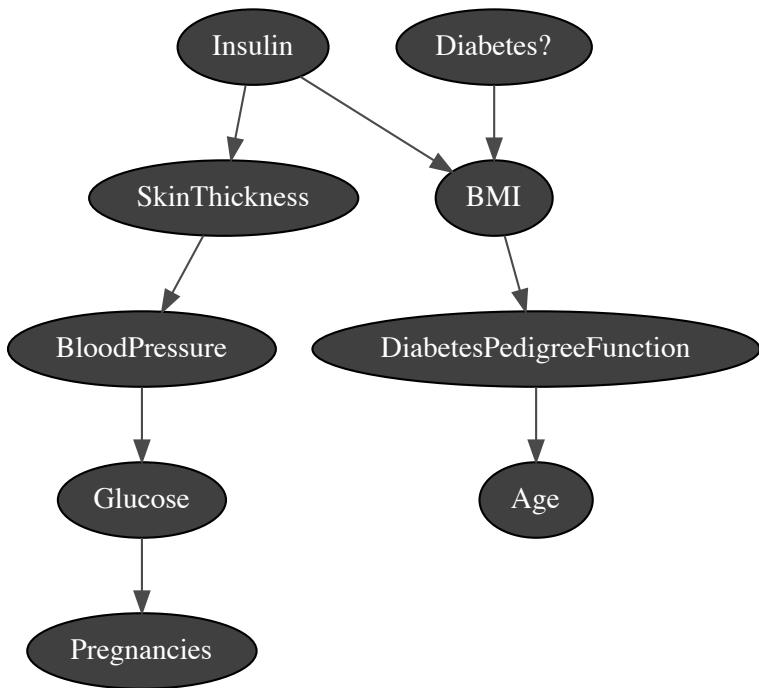 Insulin
Diabetes?
SkinThickness
BMI
BloodPressure
DiabetesPedigreeFunction
Glucose
Age
Pregnancies